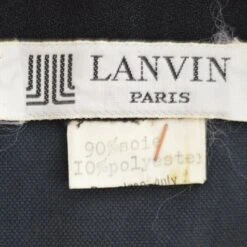 LANVIN
PARIS
90% soie
10% polyester